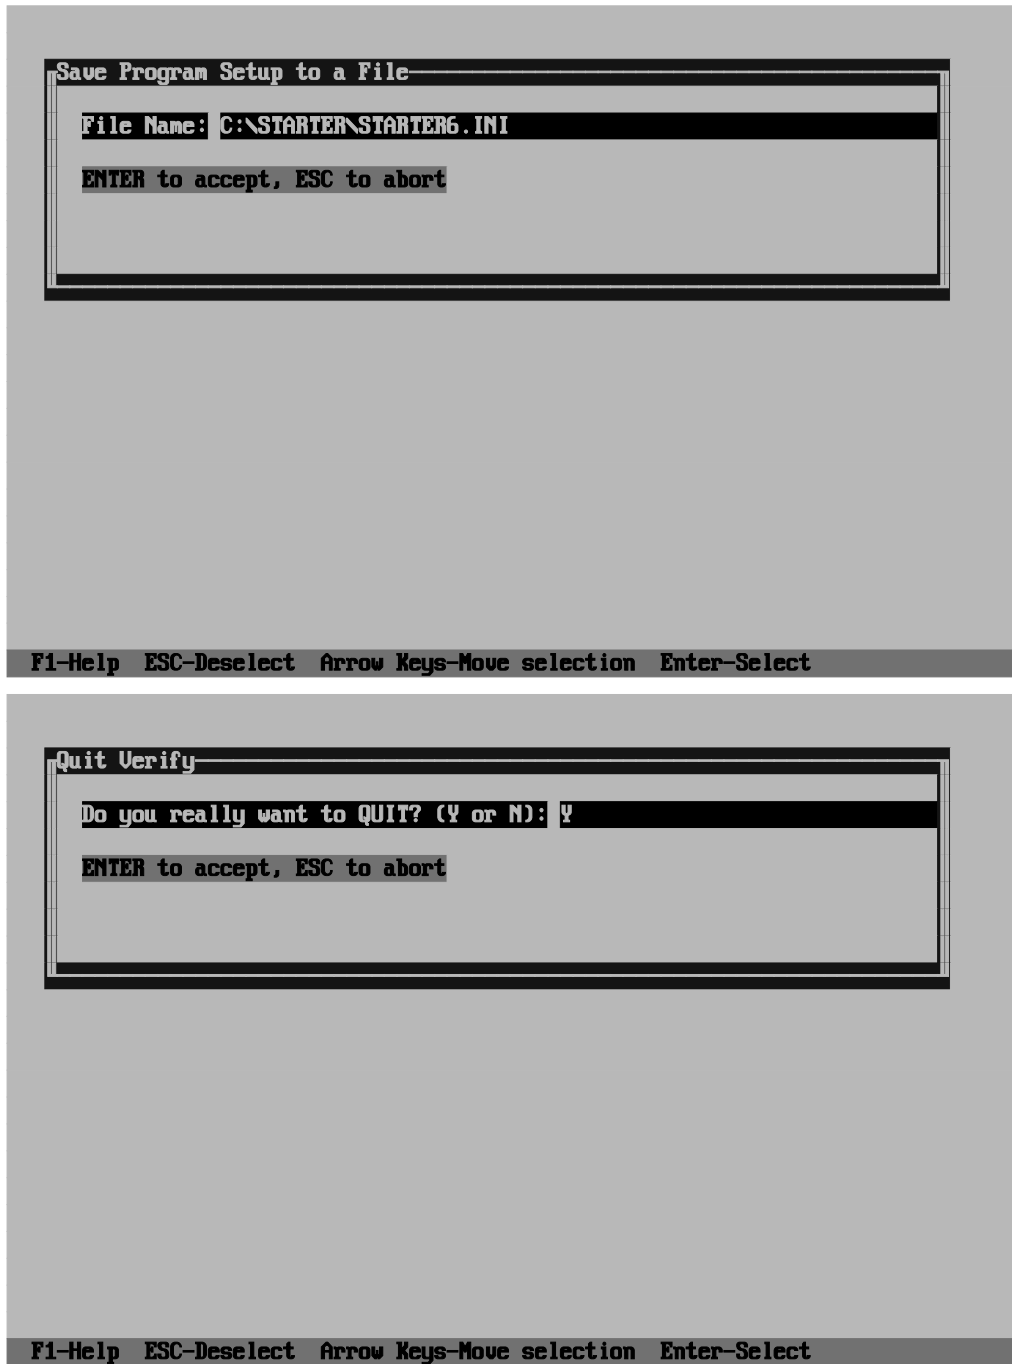 Save Program Setup to a File
File Name: C:\STARTER\STARTER6.INI
ENTER to accept, ESC to abort
F1-Help  ESC-Deselect  Arrow Keys-Move selection  Enter-Select
Quit Verify
Do you really want to QUIT? (Y or N): Y
ENTER to accept, ESC to abort
F1-Help  ESC-Deselect  Arrow Keys-Move selection  Enter-Select